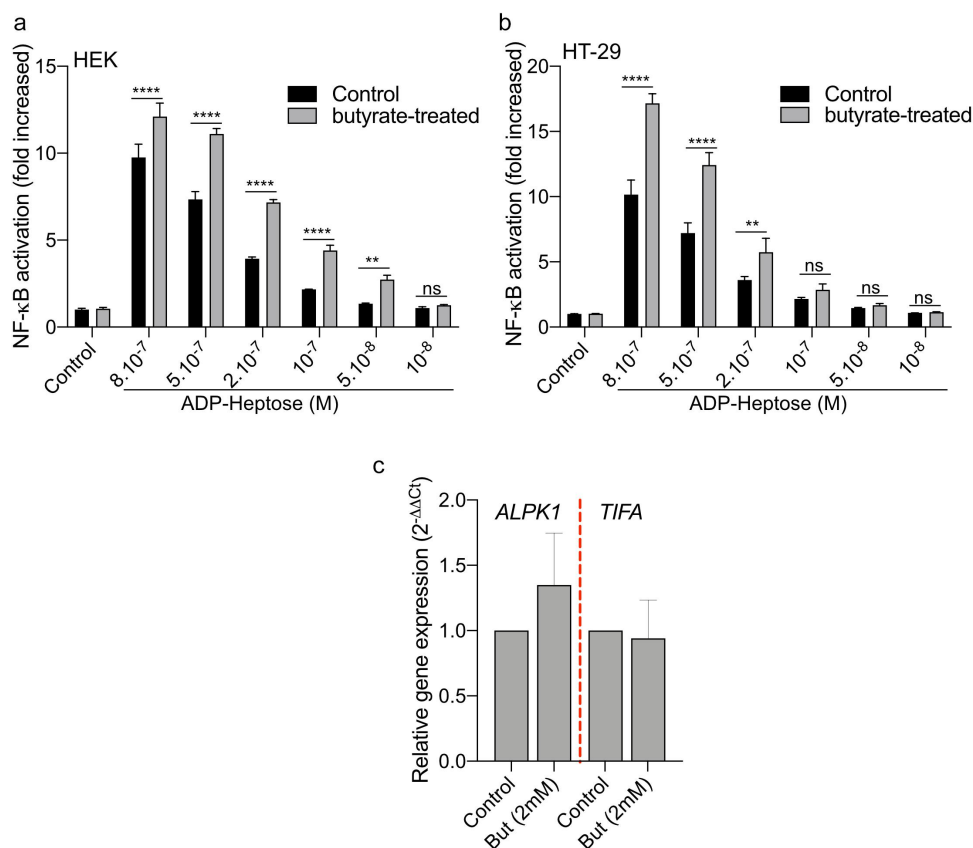 a
HEK
NF-κB activation (fold increased)
15
10
5
0
Control
butyrate-treated
****
****
****
****
**
ns
Control
8.10-7
5.10-7
2.10-7
10-7
5.10-8
10-8
ADP-Heptose (M)
b
HT-29
NF-κB activation (fold increased)
20
15
10
5
0
Control
butyrate-treated
****
****
**
ns
ns
ns
Control
8.10-7
5.10-7
2.10-7
10-7
5.10-8
10-8
ADP-Heptose (M)
c
Relative gene expression (2-ΔΔCt)
2.0
1.5
1.0
0.5
0.0
ALPK1
TIFA
Control
But (2mM)
Control
But (2mM)